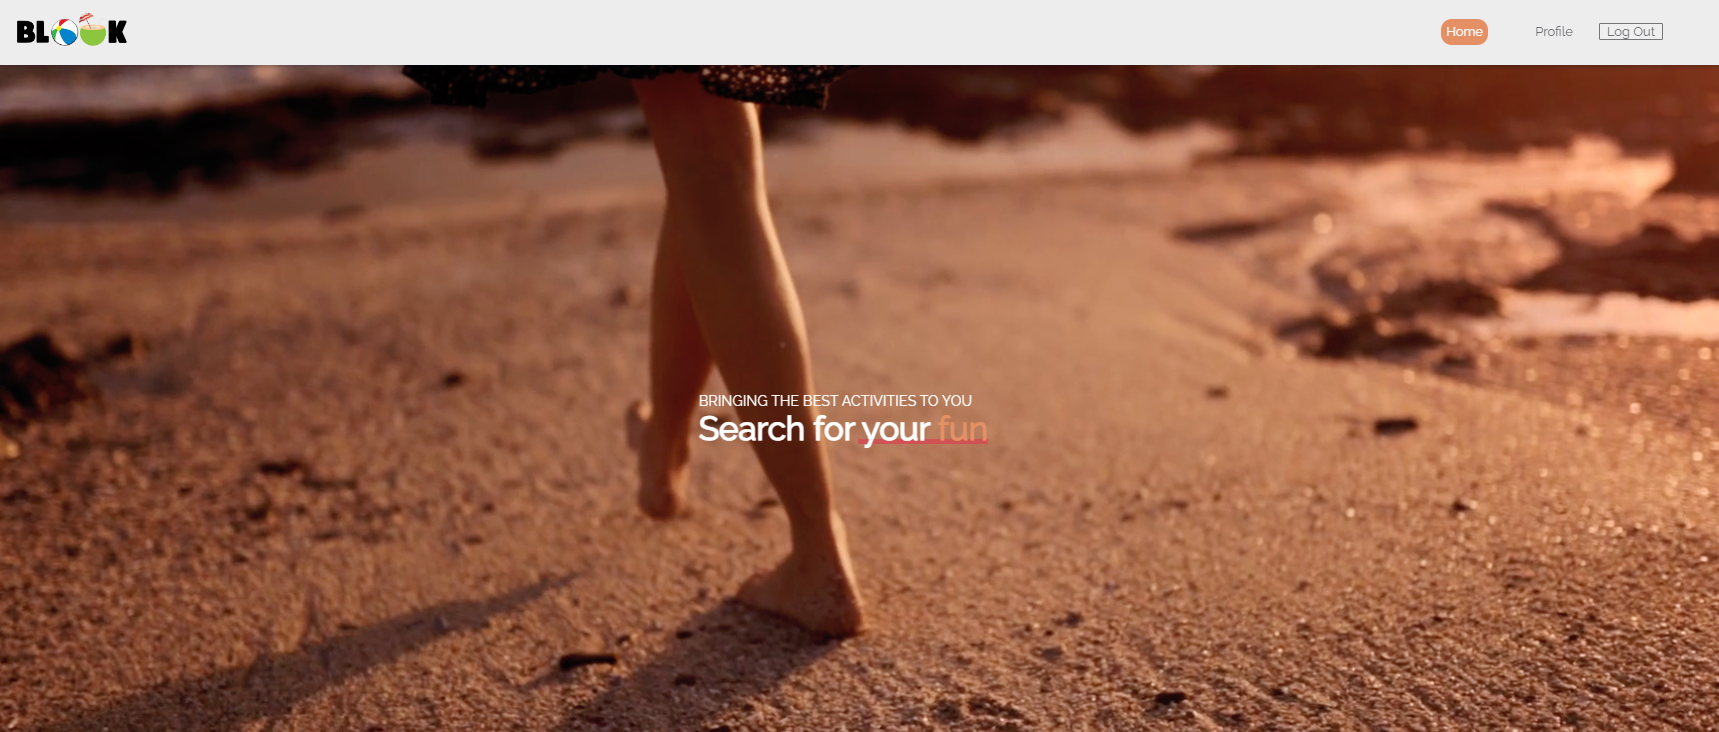 BLOOK
Home
Profile
Log Out
BRINGING THE BEST ACTIVITIES TO YOU
Search for your fun